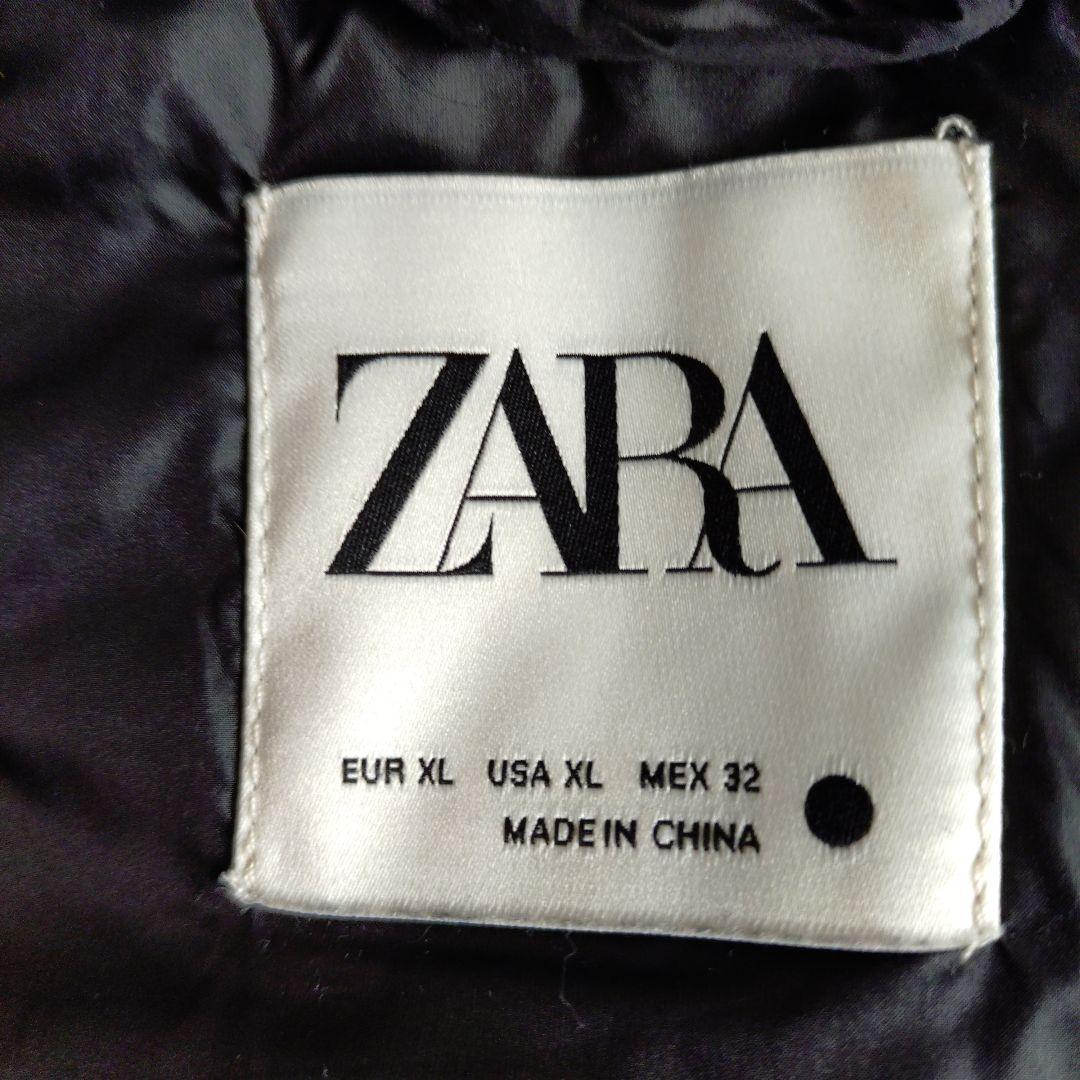 ZARA
EUR XL USA XL MEX 32
MADE IN CHINA